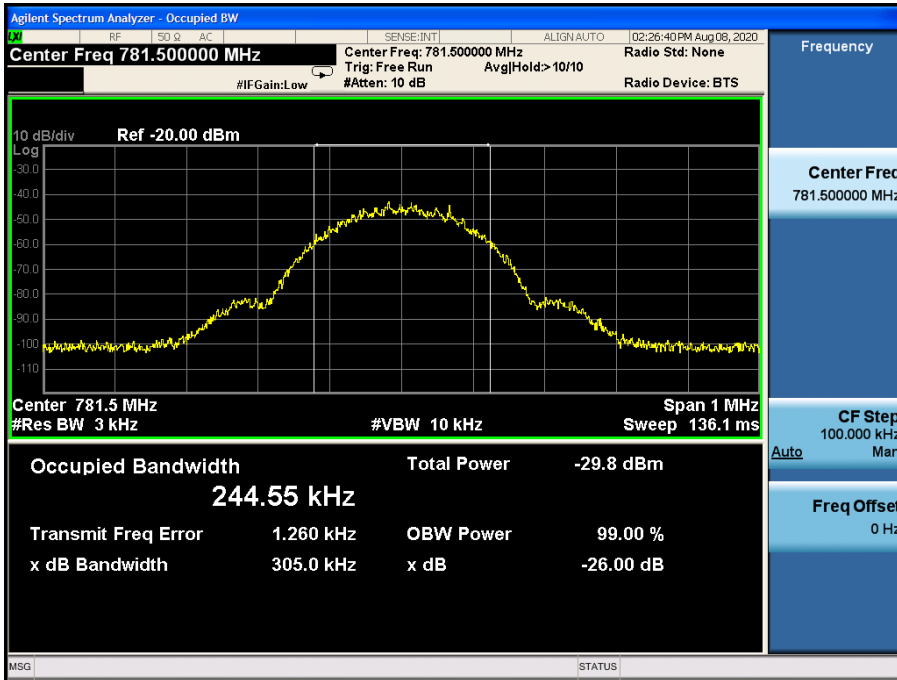 Agilent Spectrum Analyzer - Occupied BW
LXI RF 50 Ω AC SENSE:INT ALIGN AUTO 02:26:40 PM Aug 08, 2020
Center Freq 781.500000 MHz
Center Freq: 781.500000 MHz
Radio Std: None
Trig: Free Run Avg|Hold:> 10/10
#IFGain:Low #Atten: 10 dB
Radio Device: BTS
10 dB/div Ref -20.00 dBm
Log
-30.0
-40.0
-50.0
-60.0
-70.0
-80.0
-90.0
-100
-110
Center 781.5 MHz Span 1 MHz
#Res BW 3 kHz #VBW 10 kHz Sweep 136.1 ms
Occupied Bandwidth Total Power -29.8 dBm
244.55 kHz
Transmit Freq Error 1.260 kHz OBW Power 99.00 %
x dB Bandwidth 305.0 kHz x dB -26.00 dB
Frequency
Center Freq
781.500000 MHz
CF Step
100.000 kHz
Auto Man
Freq Offset
0 Hz
MSG STATUS